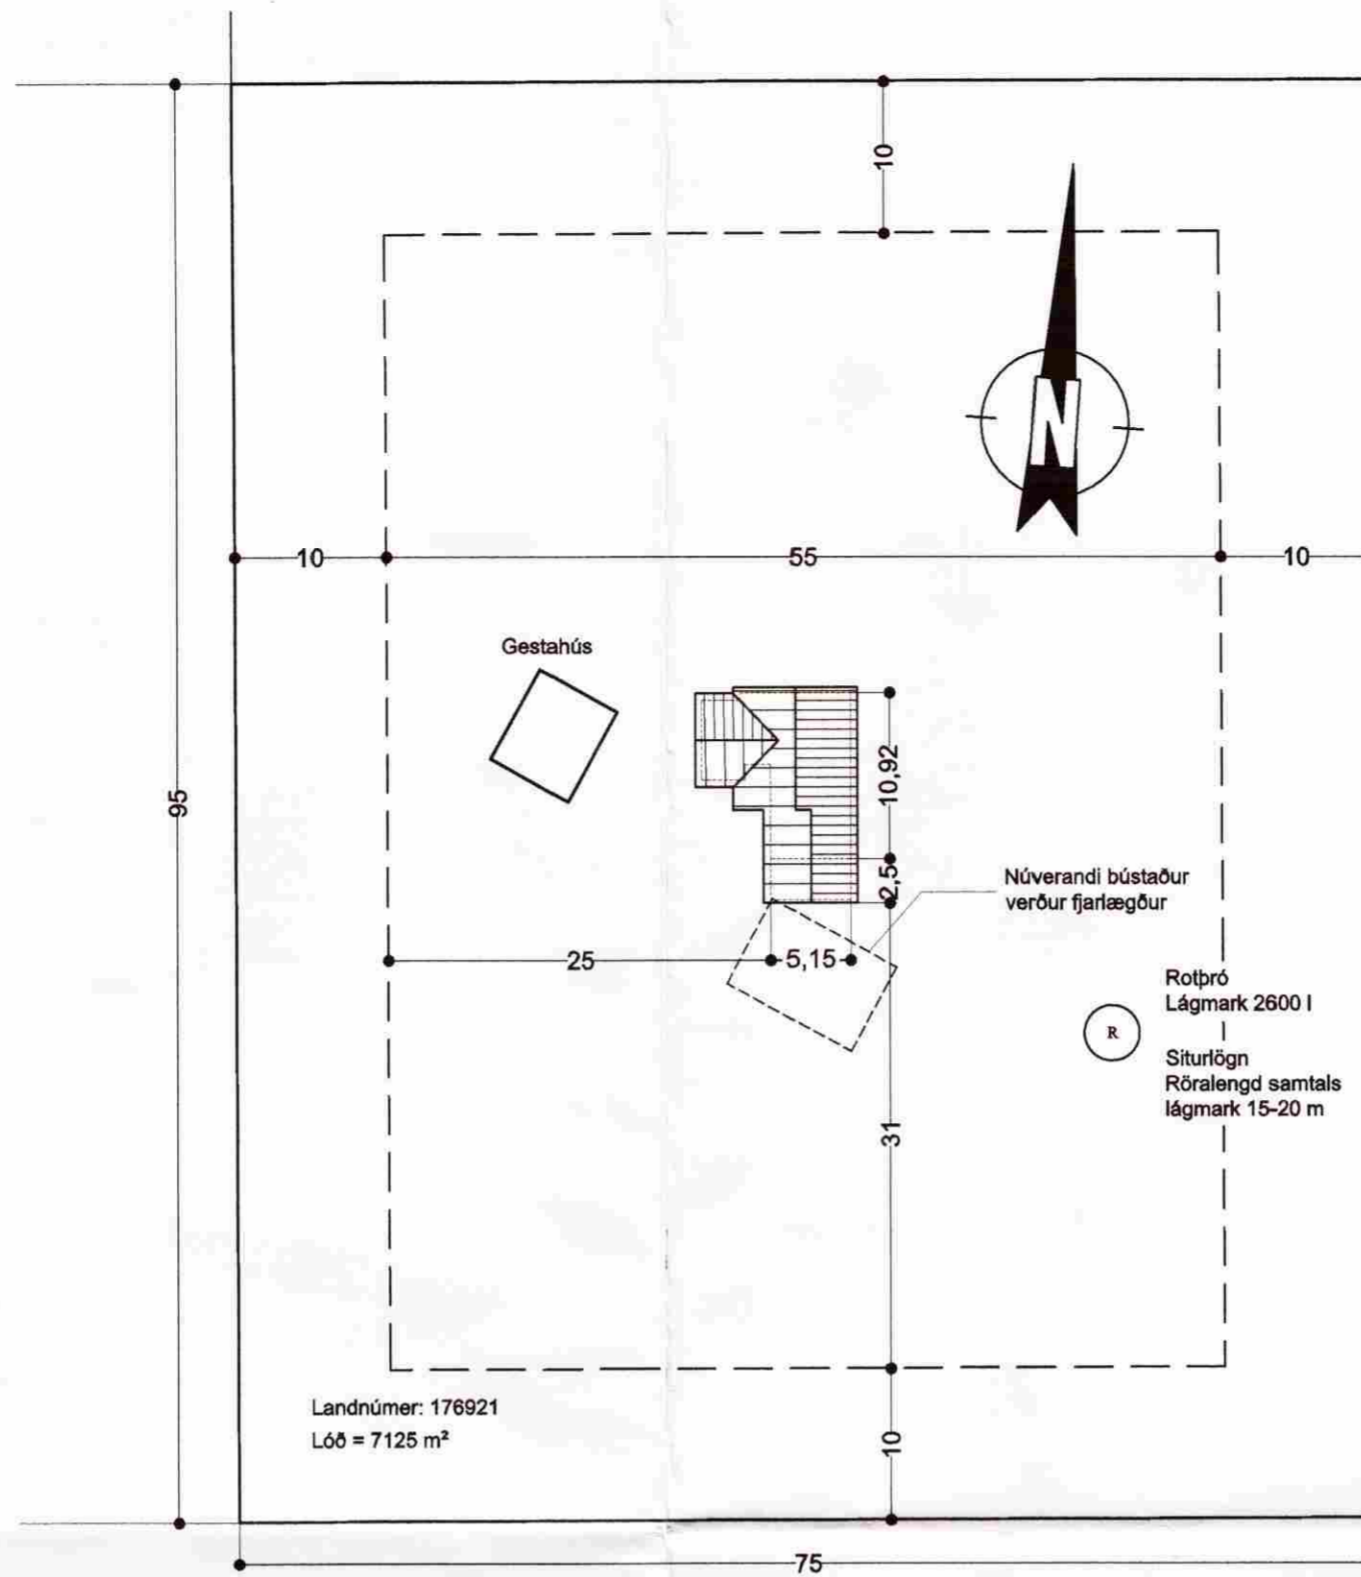 10
N
10
55
10
Gestahús
95
10,92
2,5
Núverandi bústaður
verður fjarlægður
25
5,15
Rotþró
Lágmark 2600 l
R
Siturlögn
Röralengd samtals
lágmark 15-20 m
31
Landnúmer: 176921
Lóð = 7125 m²
10
75